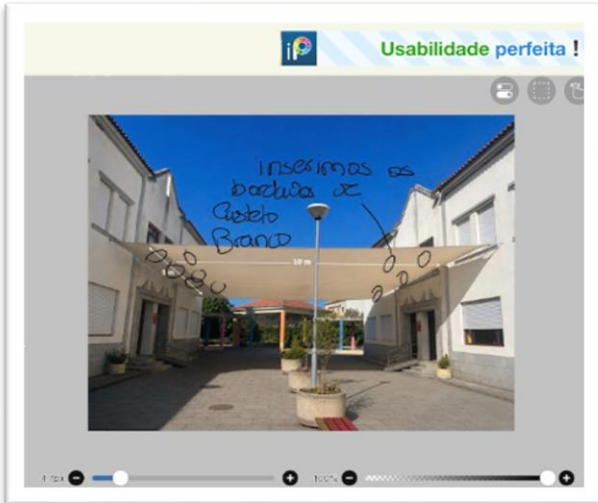 Usabilidade perfeita !
inserimos os
bordados de
Castelo
Branco
10 m
100%